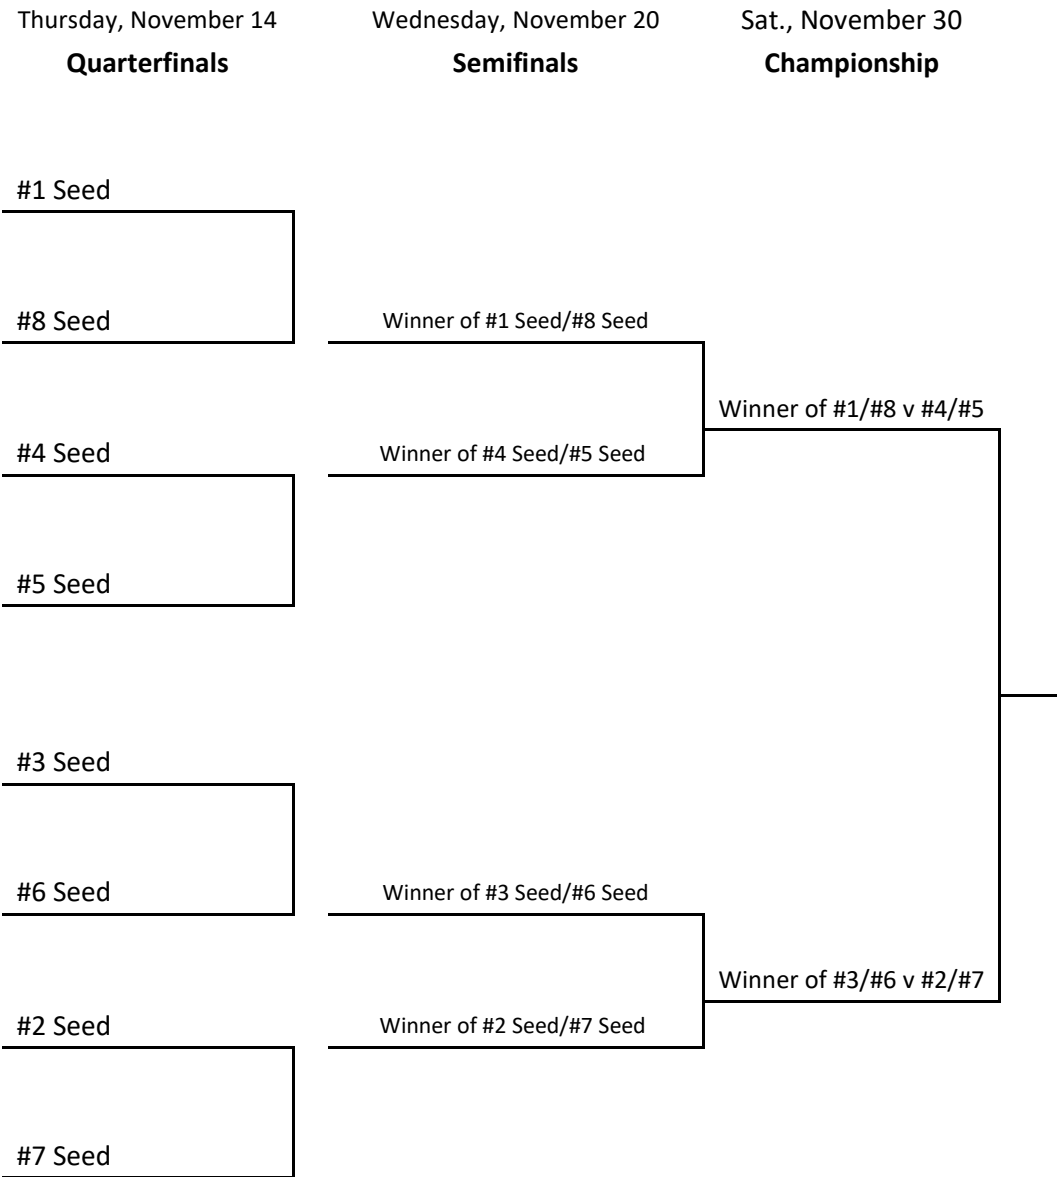 Thursday, November 14
Wednesday, November 20
Sat., November 30
Quarterfinals
Semifinals
Championship
#1 Seed
#8 Seed
Winner of #1 Seed/#8 Seed
Winner of #1/#8 v #4/#5
#4 Seed
Winner of #4 Seed/#5 Seed
#5 Seed
#3 Seed
#6 Seed
Winner of #3 Seed/#6 Seed
Winner of #3/#6 v #2/#7
#2 Seed
Winner of #2 Seed/#7 Seed
#7 Seed